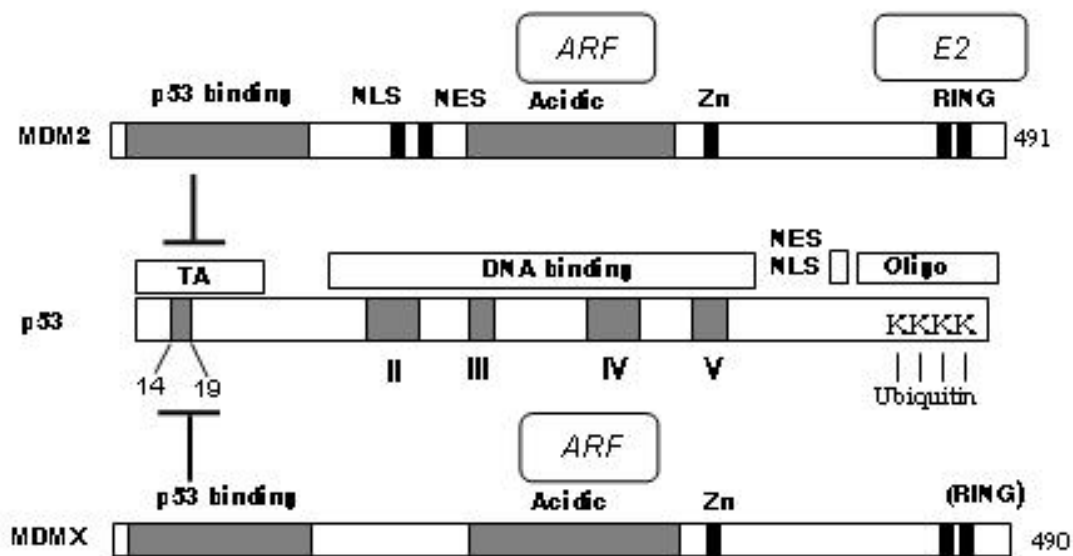 ARF E2
p53 binding NLS NES Acidic Zn RING
MDM2 491
NES
TA DNA binding NLS Oligo
p53 KKKK
II III IV V
14 19 Ubiquitin
ARF
p53 binding Acidic Zn (RING)
MDMX 490